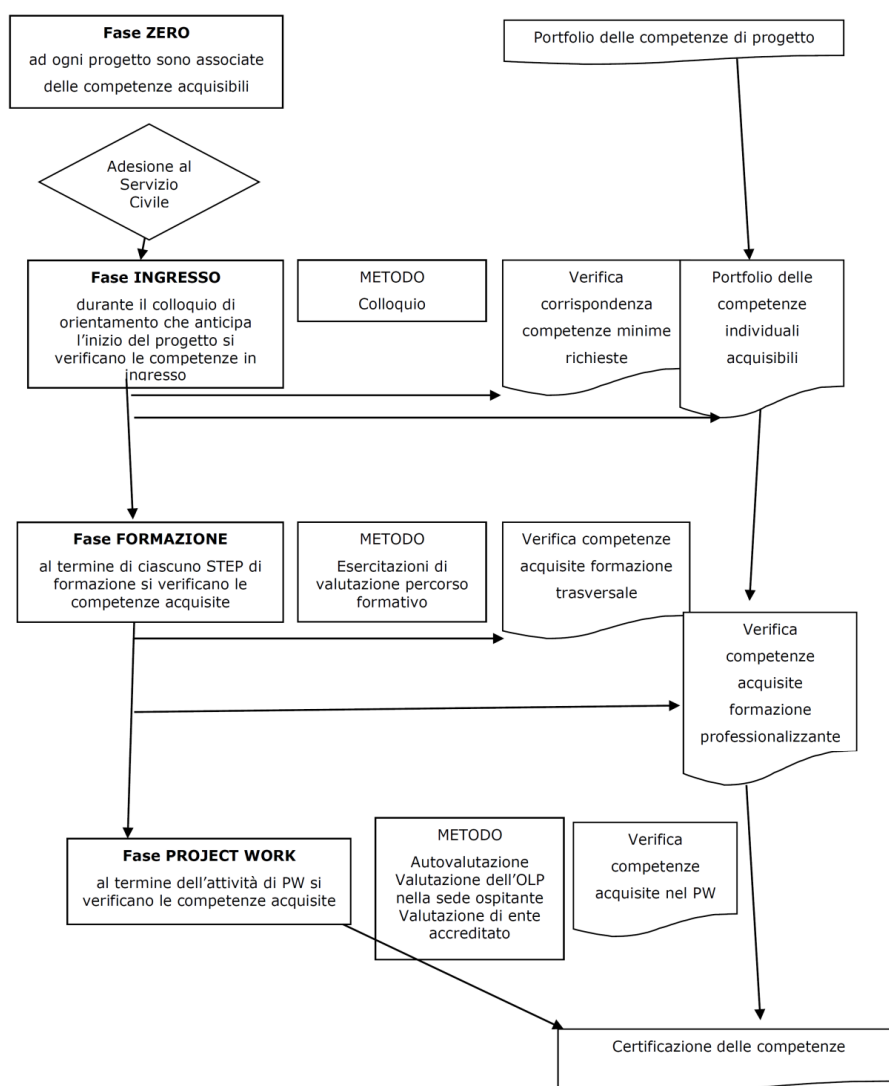 Fase ZERO
ad ogni progetto sono associate
delle competenze acquisibili
Portfolio delle competenze di progetto
Adesione al
Servizio
Civile
Fase INGRESSO
durante il colloquio di
orientamento che anticipa
l'inizio del progetto si
verificano le competenze in
ingresso
METODO
Colloquio
Verifica
corrispondenza
competenze minime
richieste
Portfolio delle
competenze
individuali
acquisibili
Fase FORMAZIONE
al termine di ciascuno STEP di
formazione si verificano le
competenze acquisite
METODO
Esercitazioni di
valutazione percorso
formativo
Verifica competenze
acquisite formazione
trasversale
Verifica
competenze
acquisite
formazione
professionalizzante
Fase PROJECT WORK
al termine dell'attività di PW si
verificano le competenze acquisite
METODO
Autovalutazione
Valutazione dell'OLP
nella sede ospitante
Valutazione di ente
accreditato
Verifica
competenze
acquisite nel PW
Certificazione delle competenze